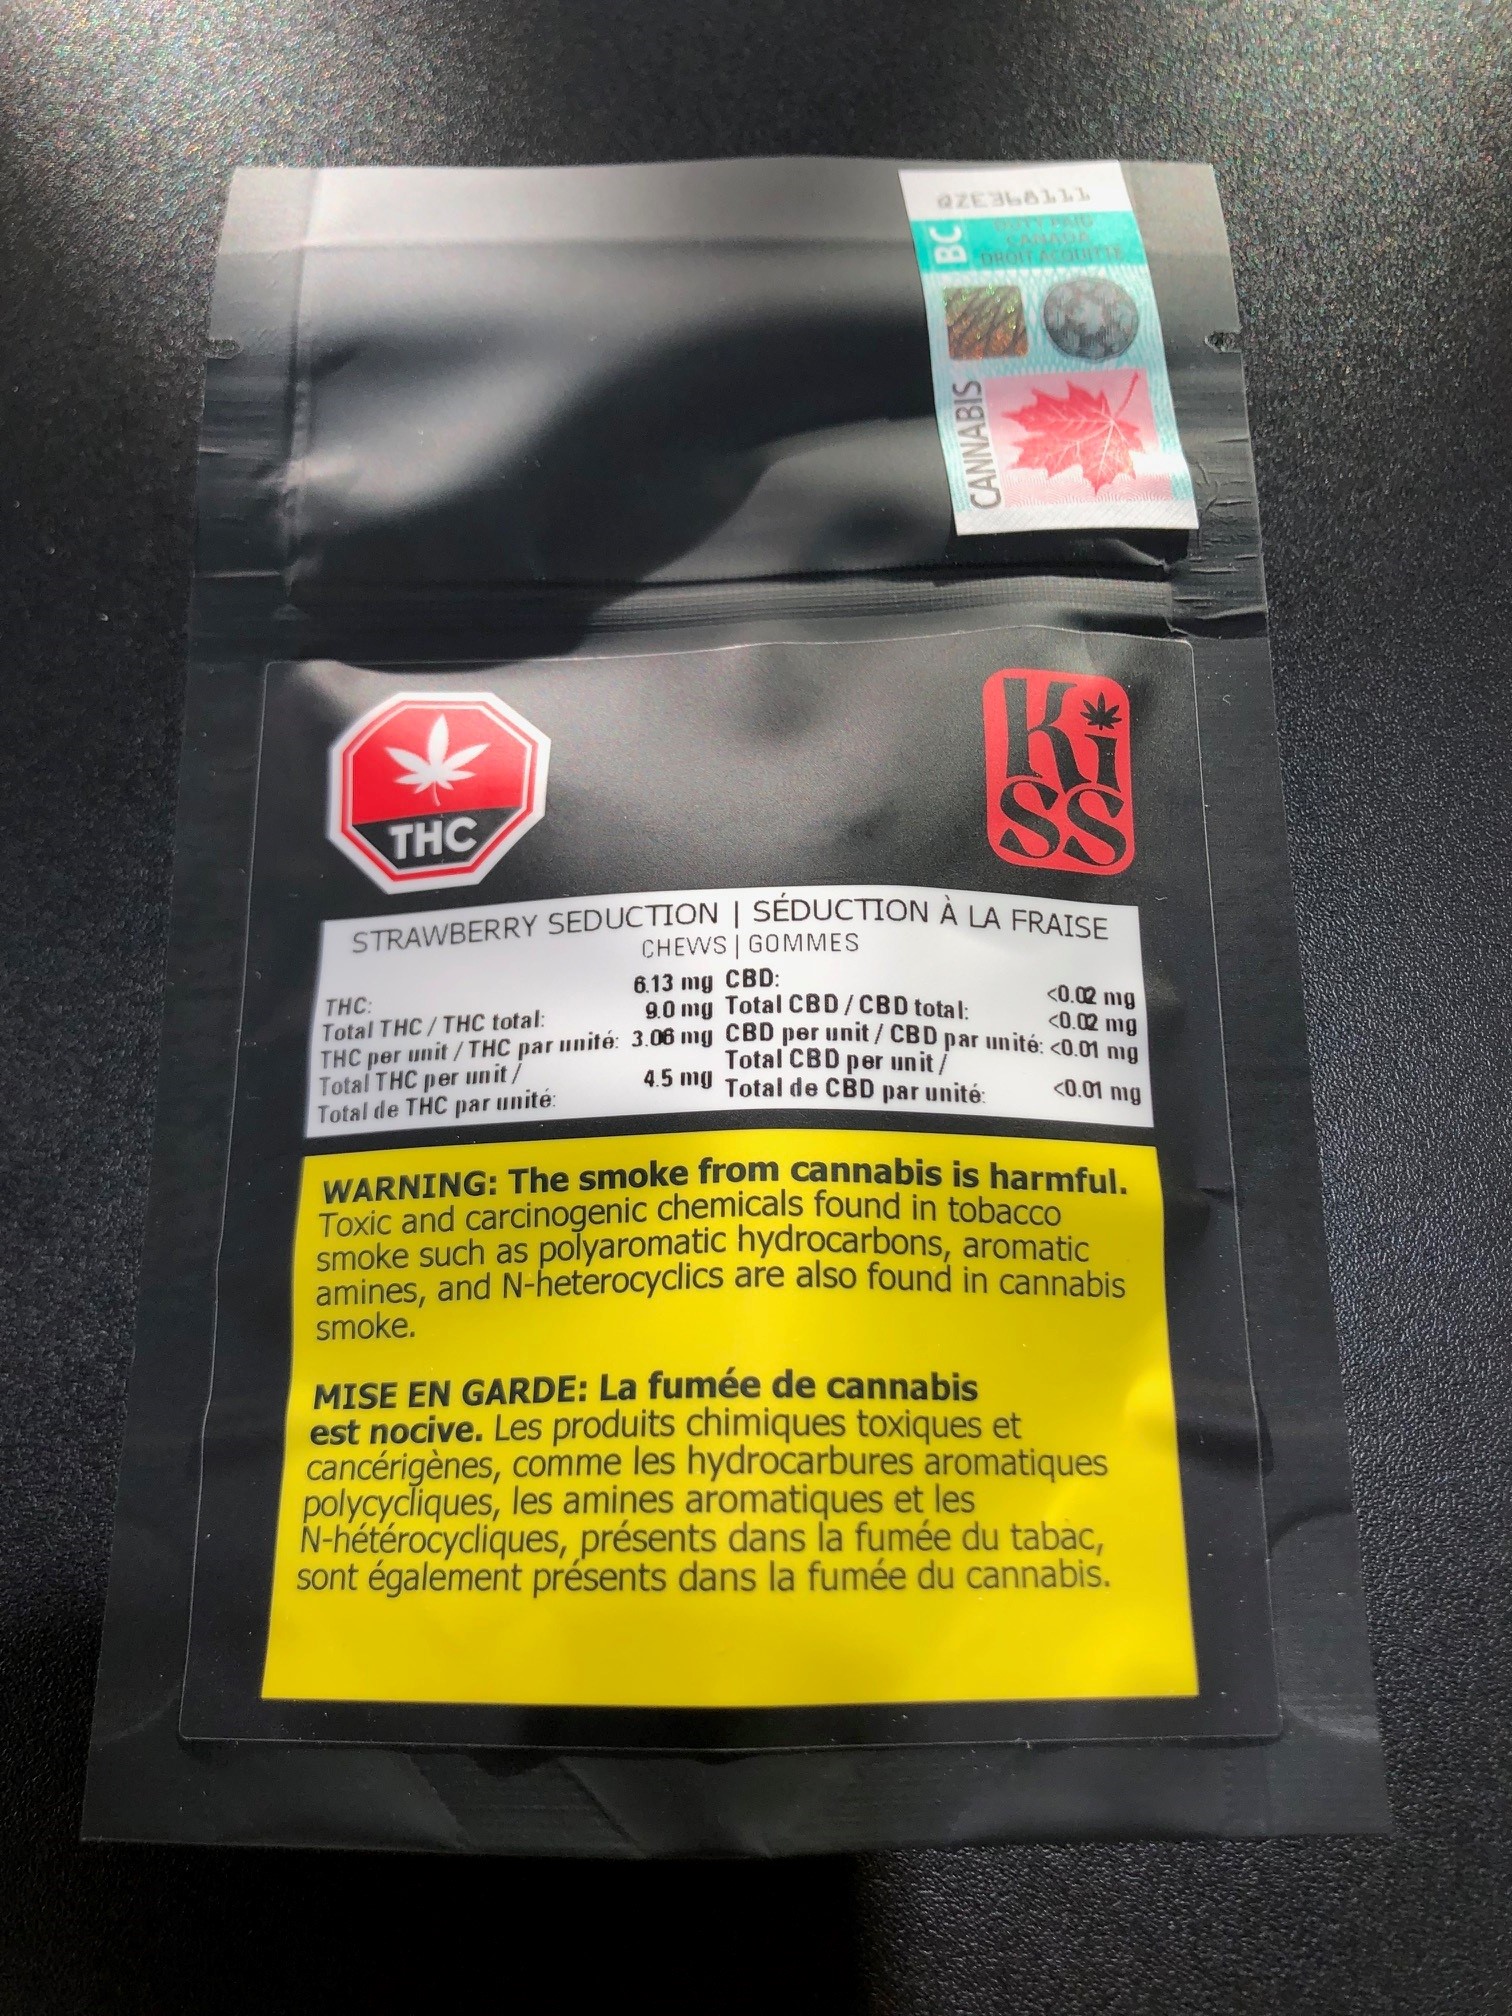 QZE368111
BC
DUTY PAID
CANADA
DROIT ACQUITTÉ
CANNABIS
THC
Kiss
STRAWBERRY SEDUCTION | SÉDUCTION À LA FRAISE
CHEWS | GOMMES
THC: 6.13 mg CBD: <0.02 mg
Total THC / THC total: 9.0 mg Total CBD / CBD total: <0.02 mg
THC per unit / THC par unité: 3.06 mg CBD per unit / CBD par unité: <0.01 mg
Total THC per unit / Total CBD per unit /
Total de THC par unité: 4.5 mg Total de CBD par unité: <0.01 mg
WARNING: The smoke from cannabis is harmful.
Toxic and carcinogenic chemicals found in tobacco
smoke such as polyaromatic hydrocarbons, aromatic
amines, and N-heterocyclics are also found in cannabis
smoke.
MISE EN GARDE: La fumée de cannabis
est nocive. Les produits chimiques toxiques et
cancérigènes, comme les hydrocarbures aromatiques
polycycliques, les amines aromatiques et les
N-hétérocycliques, présents dans la fumée du tabac,
sont également présents dans la fumée du cannabis.